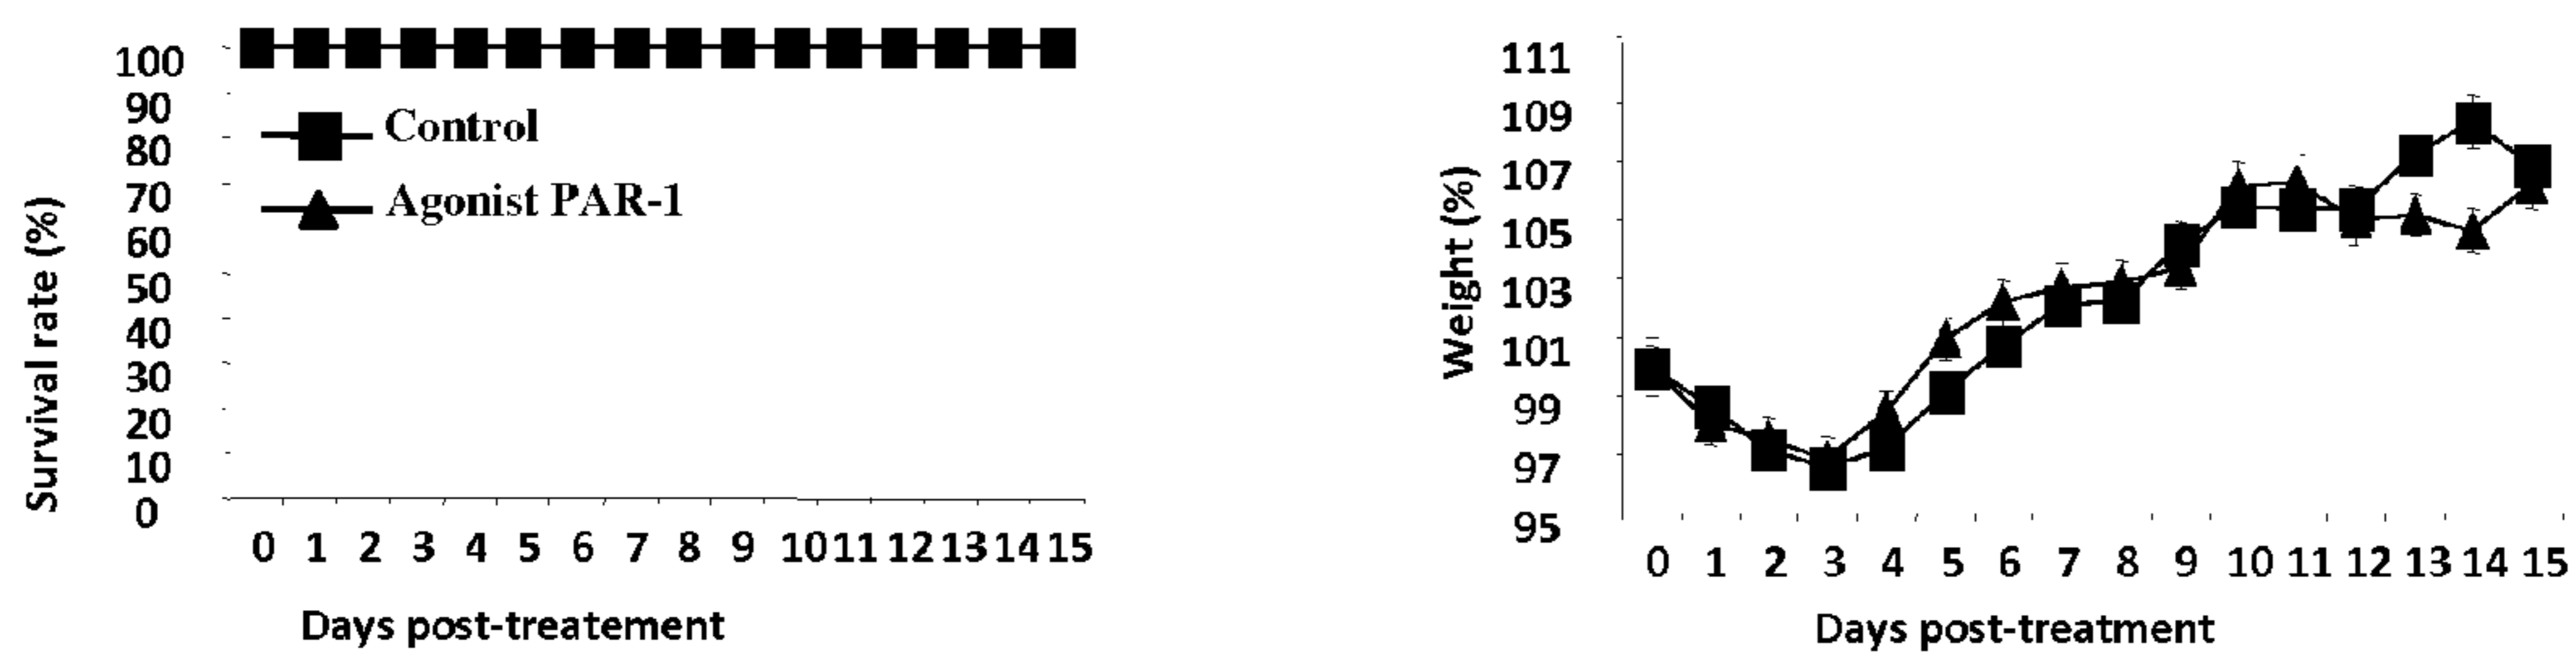 Survival rate (%)
100
90
80
70
60
50
40
30
20
10
0
Control
Agonist PAR-1
0 1 2 3 4 5 6 7 8 9 10 11 12 13 14 15
Days post-treatement
Weight (%)
111
109
107
105
103
101
99
97
95
0 1 2 3 4 5 6 7 8 9 10 11 12 13 14 15
Days post-treatment